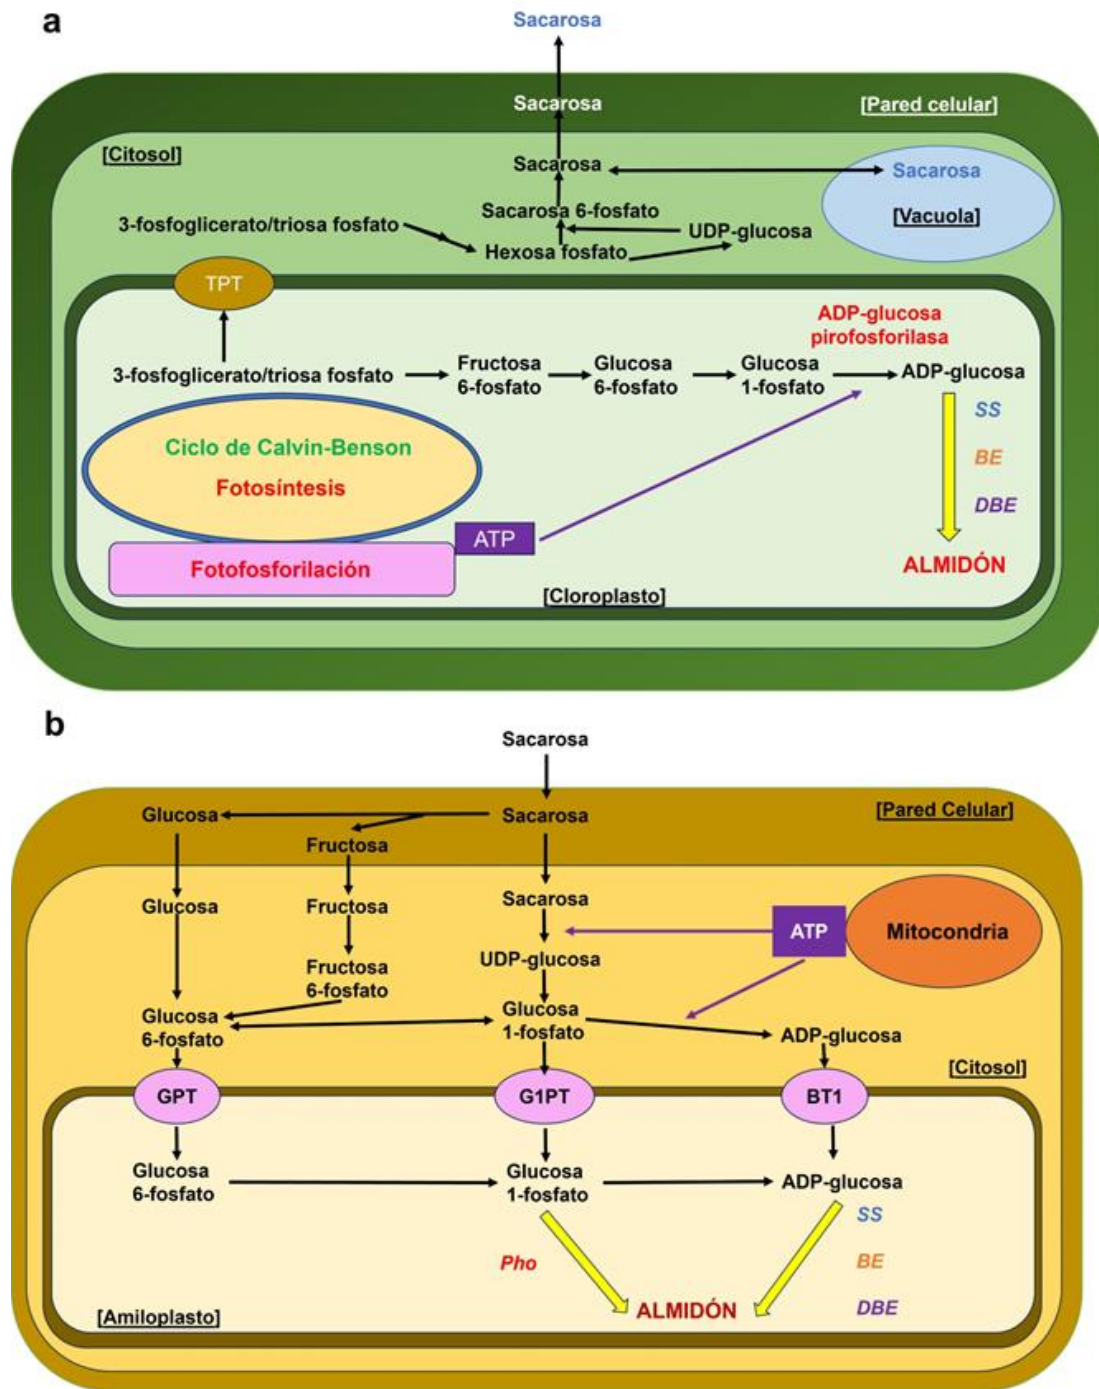 a
Sacarosa
Sacarosa
[Pared celular]
[Citosol]
Sacarosa
Sacarosa
[Vacuola]
Sacarosa 6-fosfato
3-fosfoglicerato/triosa fosfato
UDP-glucosa
Hexosa fosfato
TPT
ADP-glucosa
pirofosforilasa
3-fosfoglicerato/triosa fosfato
Fructosa
6-fosfato
Glucosa
6-fosfato
Glucosa
1-fosfato
ADP-glucosa
SS
BE
DBE
ALMIDÓN
Ciclo de Calvin-Benson
Fotosíntesis
ATP
Fotofosforilación
[Cloroplasto]
b
Sacarosa
Glucosa
Sacarosa
[Pared Celular]
Fructosa
Glucosa
Fructosa
Sacarosa
ATP
Mitocondria
Fructosa
6-fosfato
UDP-glucosa
Glucosa
6-fosfato
Glucosa
1-fosfato
ADP-glucosa
[Citosol]
GPT
G1PT
BT1
Glucosa
6-fosfato
Glucosa
1-fosfato
ADP-glucosa
SS
BE
DBE
Pho
ALMIDÓN
[Amiloplasto]